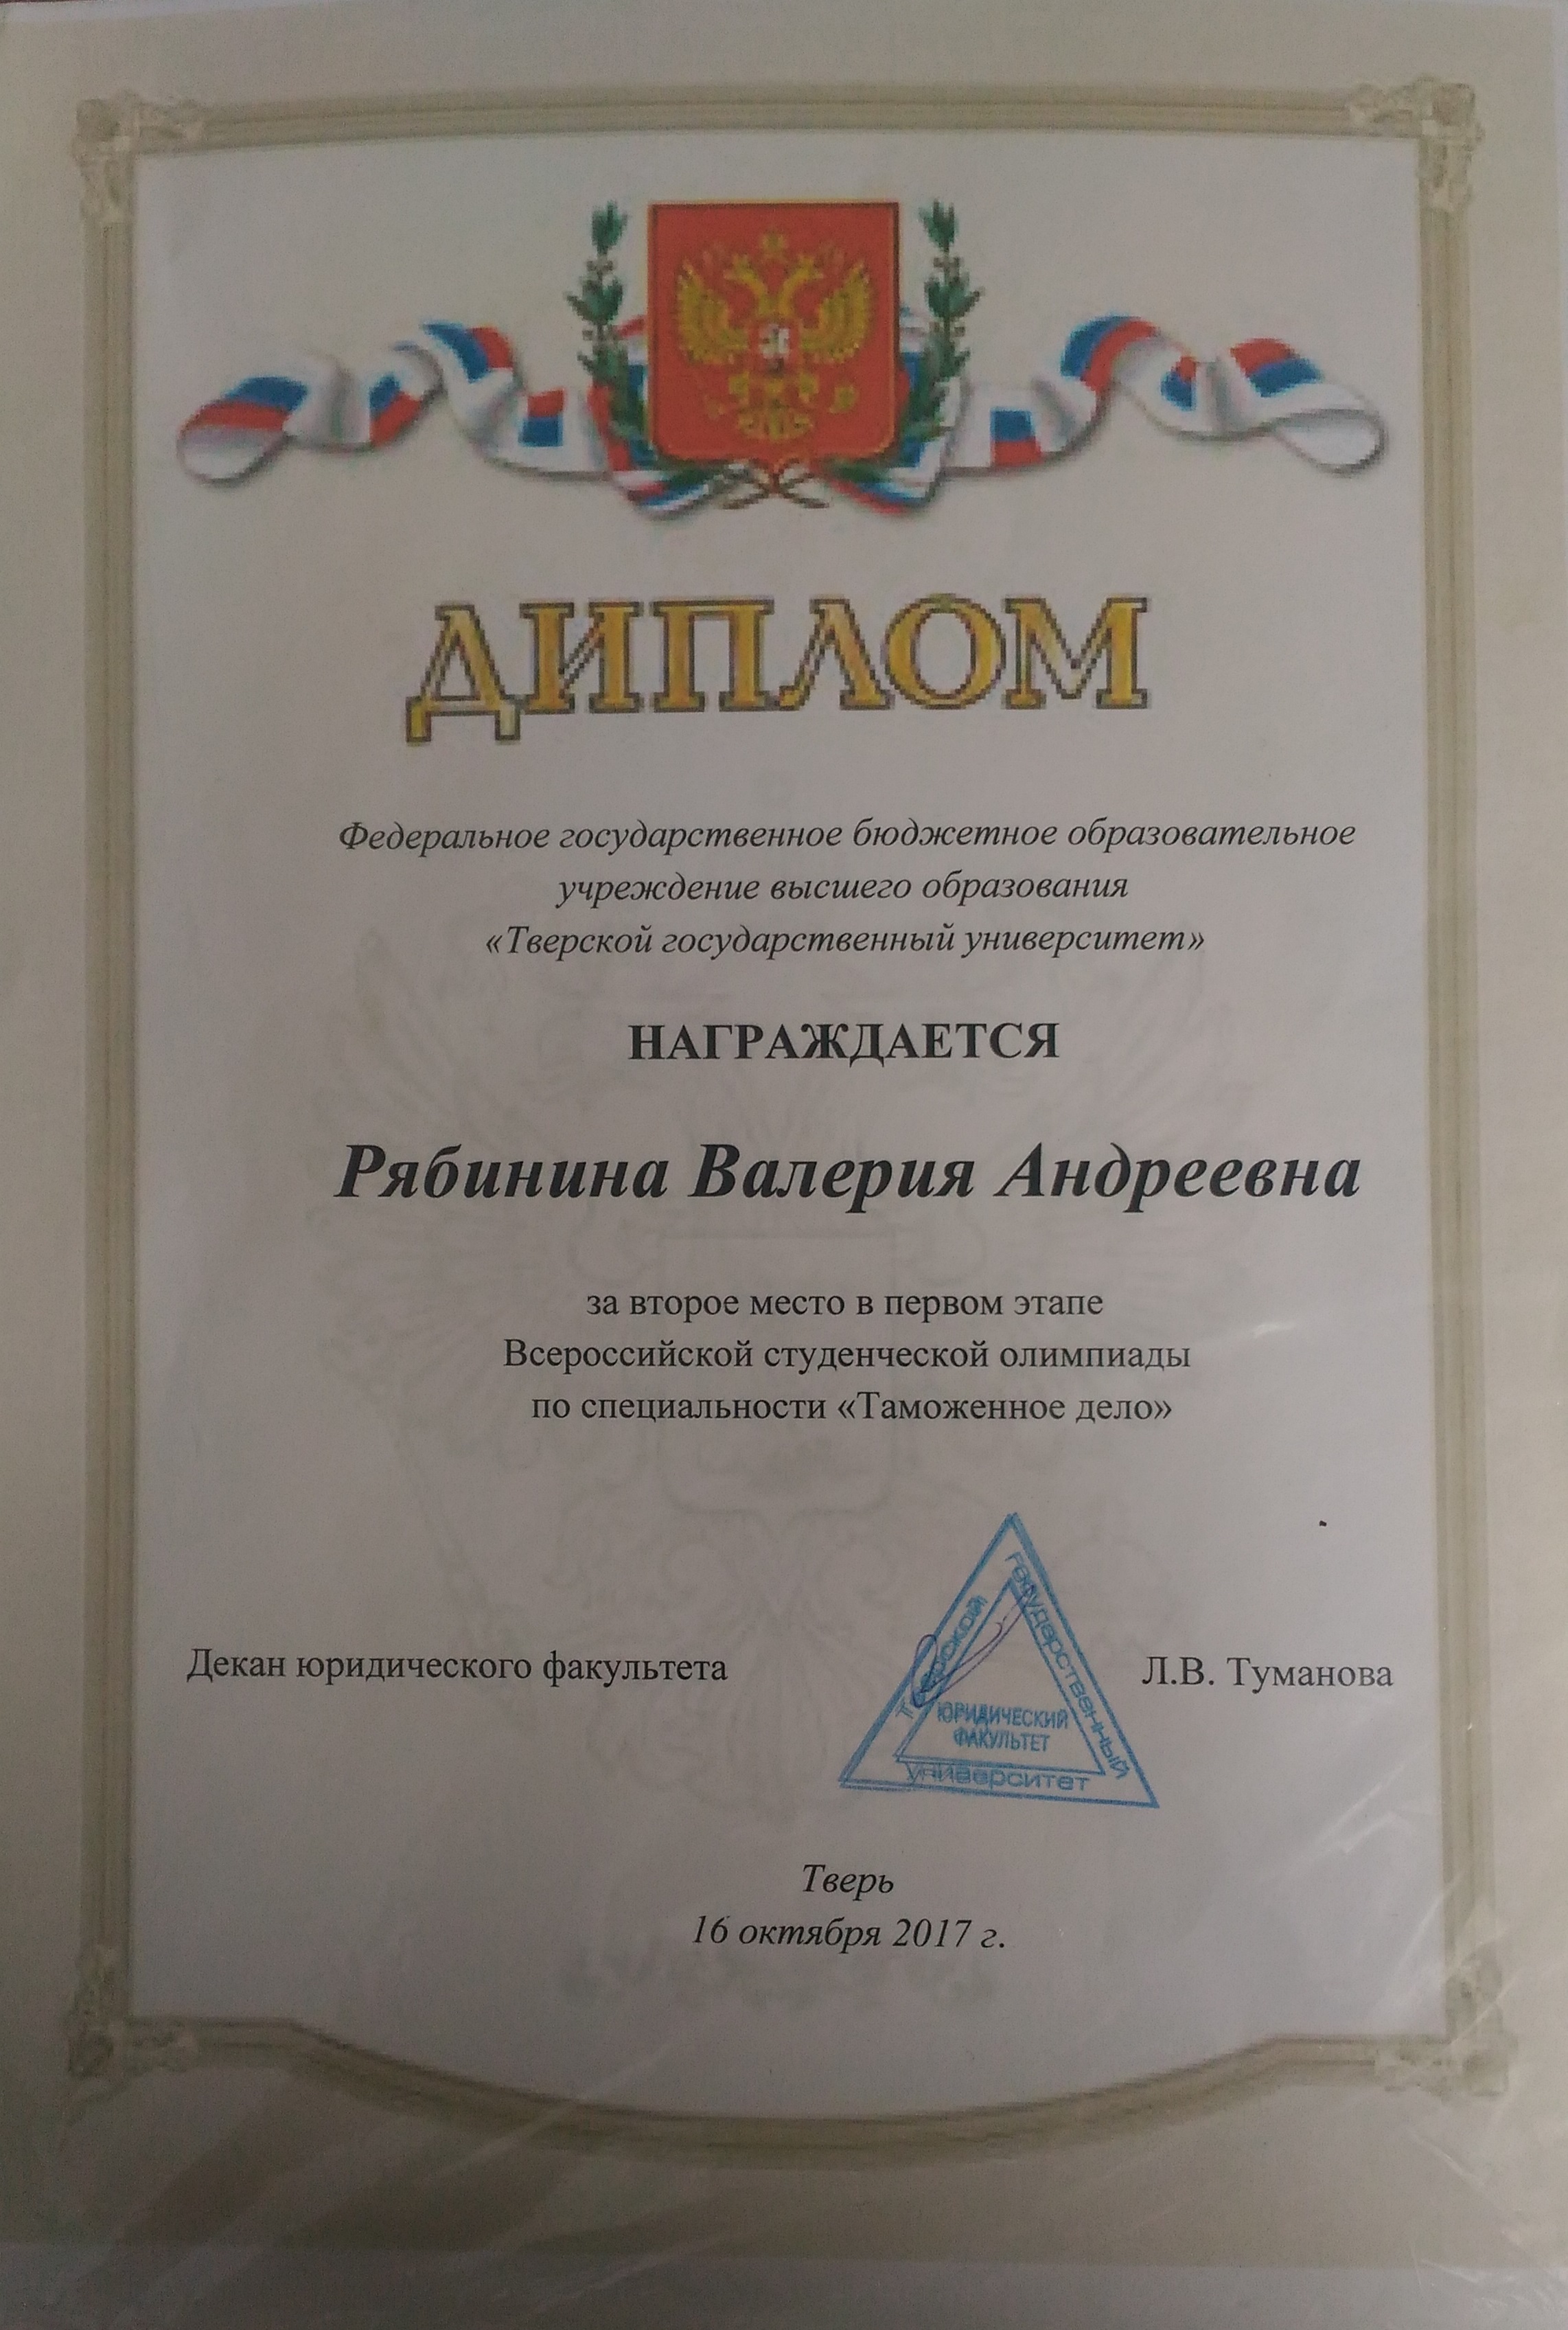 ДИПЛОМ
Федеральное государственное бюджетное образовательное
учреждение высшего образования
«Тверской государственный университет»
НАГРАЖДАЕТСЯ
Рябинина Валерия Андреевна
за второе место в первом этапе
Всероссийской студенческой олимпиады
по специальности «Таможенное дело»
Декан юридического факультета
Тверской
государственный
университет
ЮРИДИЧЕСКИЙ
ФАКУЛЬТЕТ
Л.В. Туманова
Тверь
16 октября 2017 г.